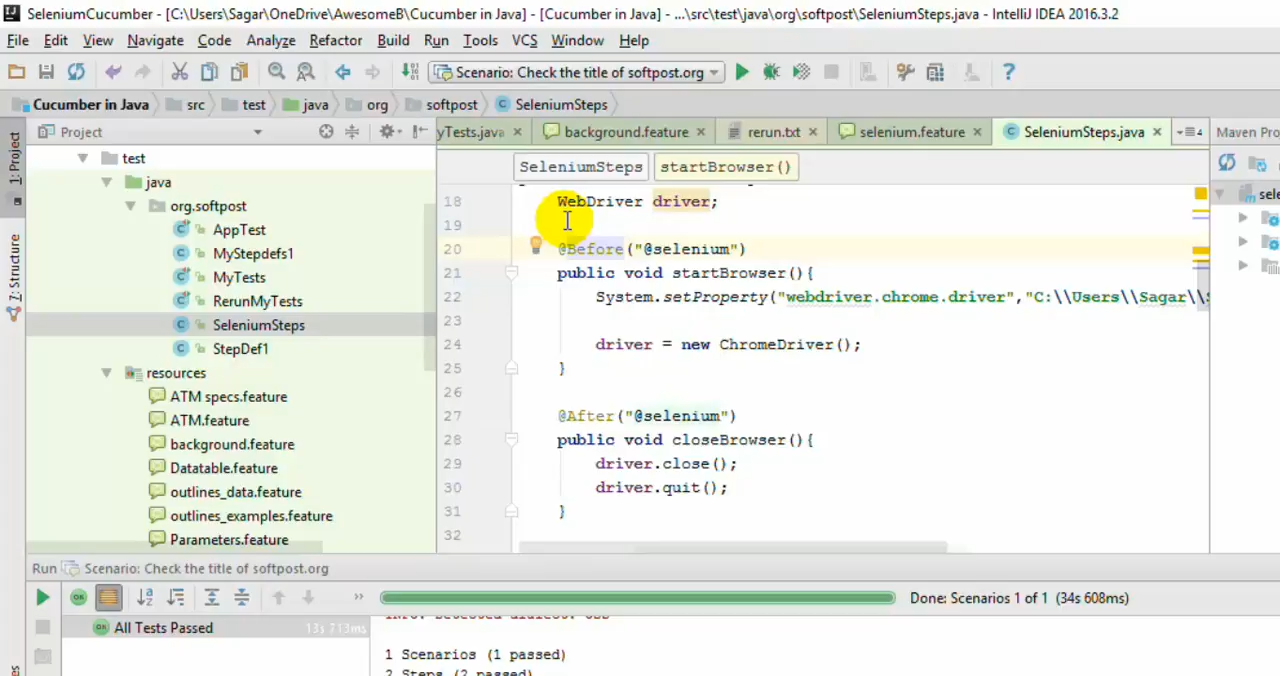 SeleniumCucumber - [C:\Users\Sagar\OneDrive\AwesomeB\Cucumber in Java] - [Cucumber in Java] - ...\src\test\java\org\softpost\SeleniumSteps.java - IntelliJ IDEA 2016.3.2
File Edit View Navigate Code Analyze Refactor Build Run Tools VCS Window Help
Scenario: Check the title of softpost.org
Cucumber in Java src test java org softpost SeleniumSteps
Project
yTests.java background.feature rerun.txt selenium.feature SeleniumSteps.java 4 Maven Pro
1: Project
7: Structure
test
java
org.softpost
AppTest
MyStepdefs1
MyTests
RerunMyTests
SeleniumSteps
StepDef1
resources
ATM specs.feature
ATM.feature
background.feature
Datatable.feature
outlines_data.feature
outlines_examples.feature
Parameters.feature
SeleniumSteps startBrowser()
18 WebDriver driver;
19
20 @Before("@selenium")
21 public void startBrowser(){
22 System.setProperty("webdriver.chrome.driver","C:\\Users\\Sagar\\
23
24 driver = new ChromeDriver();
25 }
26
27 @After("@selenium")
28 public void closeBrowser(){
29 driver.close();
30 driver.quit();
31 }
32
sele
Run Scenario: Check the title of softpost.org
Done: Scenarios 1 of 1 (34s 608ms)
All Tests Passed 13s 713ms
1 Scenarios (1 passed)
2 Steps (2 passed)